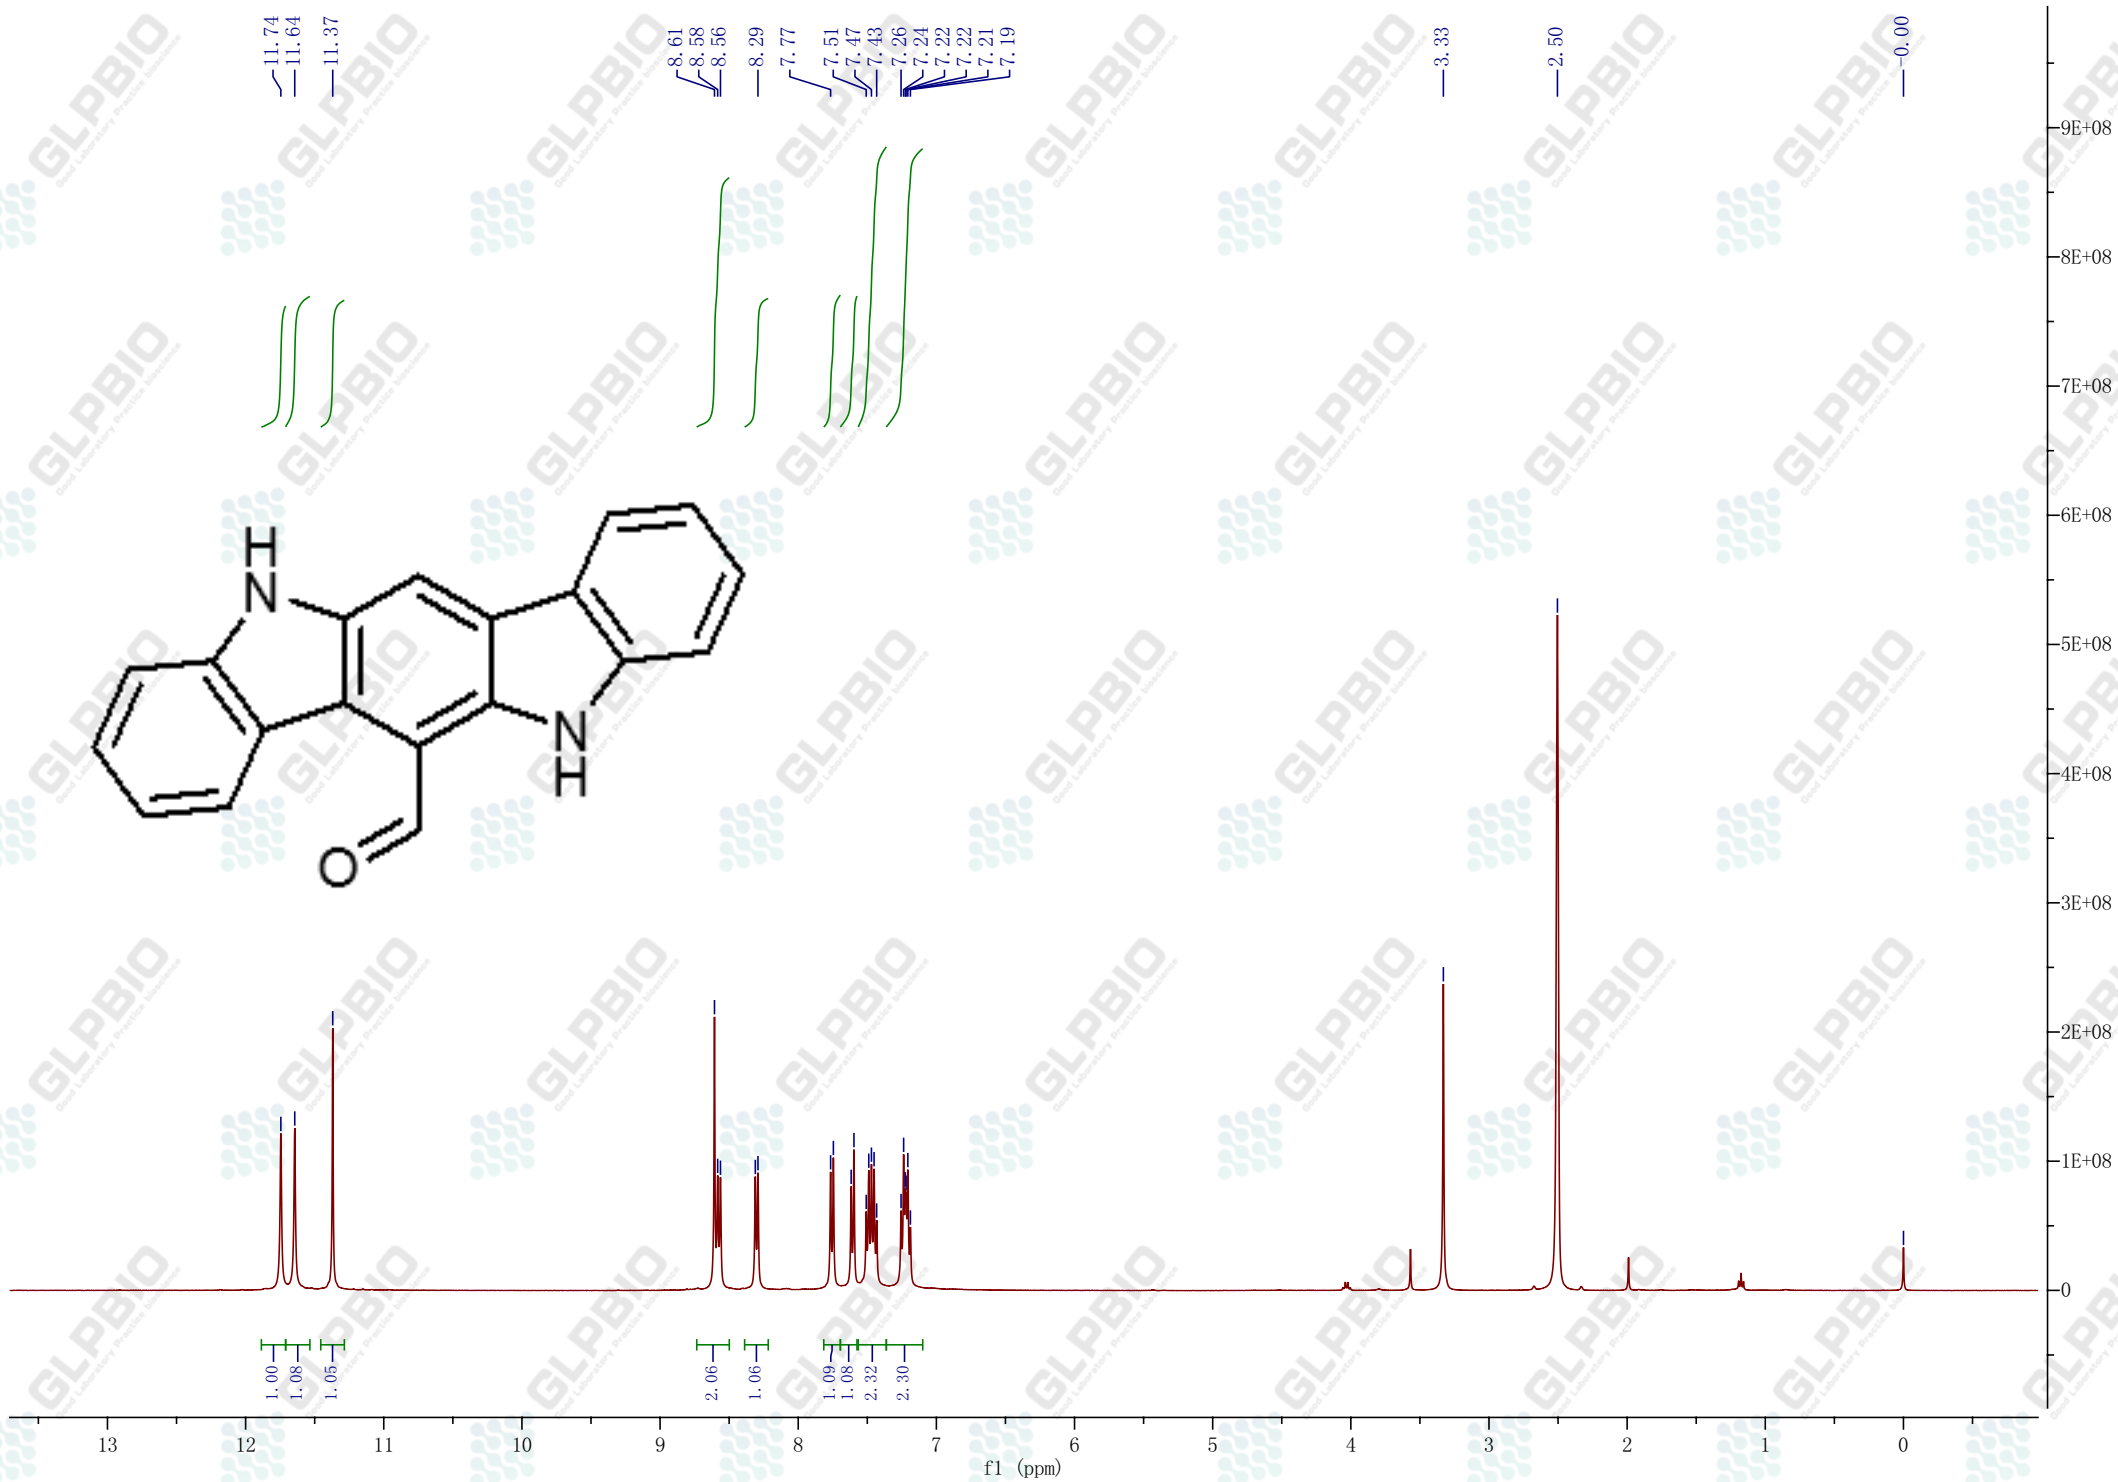 11.74
11.64
11.37
8.61
8.58
8.56
8.29
7.77
7.51
7.47
7.43
7.26
7.24
7.22
7.22
7.21
7.19
3.33
2.50
-0.00
9E+08
8E+08
7E+08
6E+08
5E+08
4E+08
3E+08
2E+08
1E+08
0
H
N
N
H
O
1.00
1.08
1.05
2.06
1.06
1.09
1.08
2.32
2.30
13 12 11 10 9 8 7 6 5 4 3 2 1 0
f1 (ppm)
GLPBIO
Good Laboratory Practice bioscience